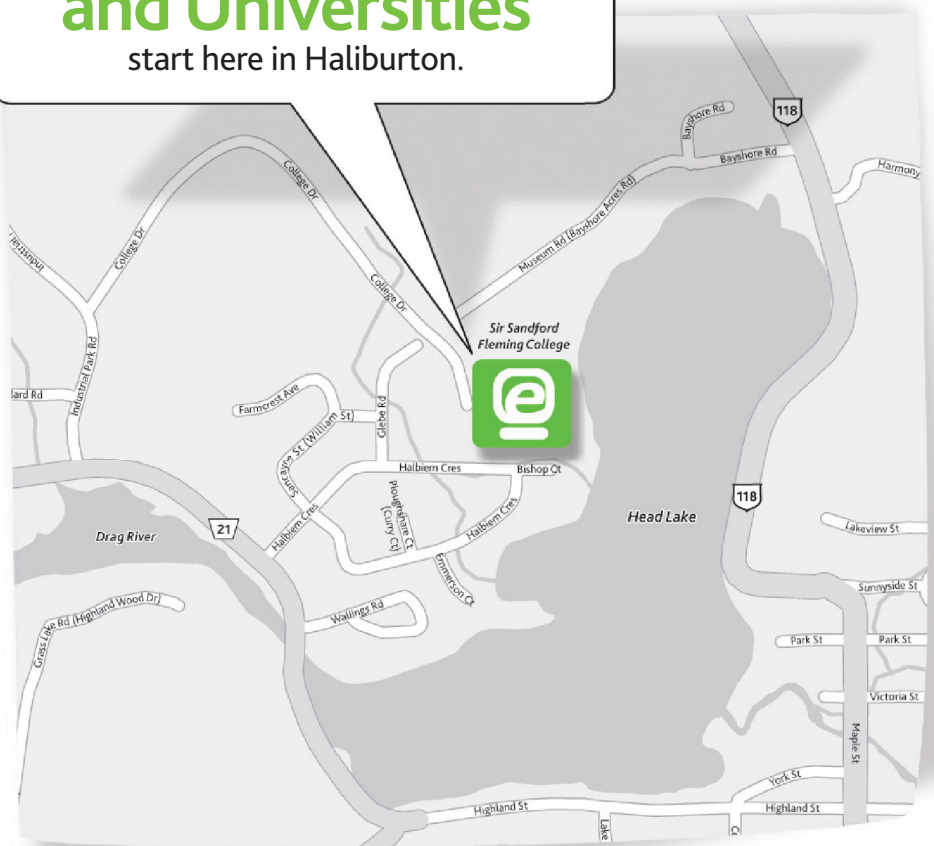 and Universities
start here in Haliburton.
118
Bayshore Rd
Bayshore Rd
Harmony
College Dr
Museum Rd (Bayshore Acres Rd)
College Dr
Industrial
College Dr
Sir Sandford
Fleming College
e
Industrial Park Rd
lard Rd
Farmcrest Ave
Glebe Rd
Sancayne St (William St)
Halbiem Cres
Bishop Ct
118
Head Lake
Lakeview St
Ploughshare Ct
(Curry Ct)
Halbiem Cres
Halbiem Cres
21
Drag River
Emmerson Ct
Sunnyside St
Grass Lake Rd (Highland Wood Dr)
Wallings Rd
Park St
Park St
Victoria St
Maple St
York St
Highland St
Highland St
Lake